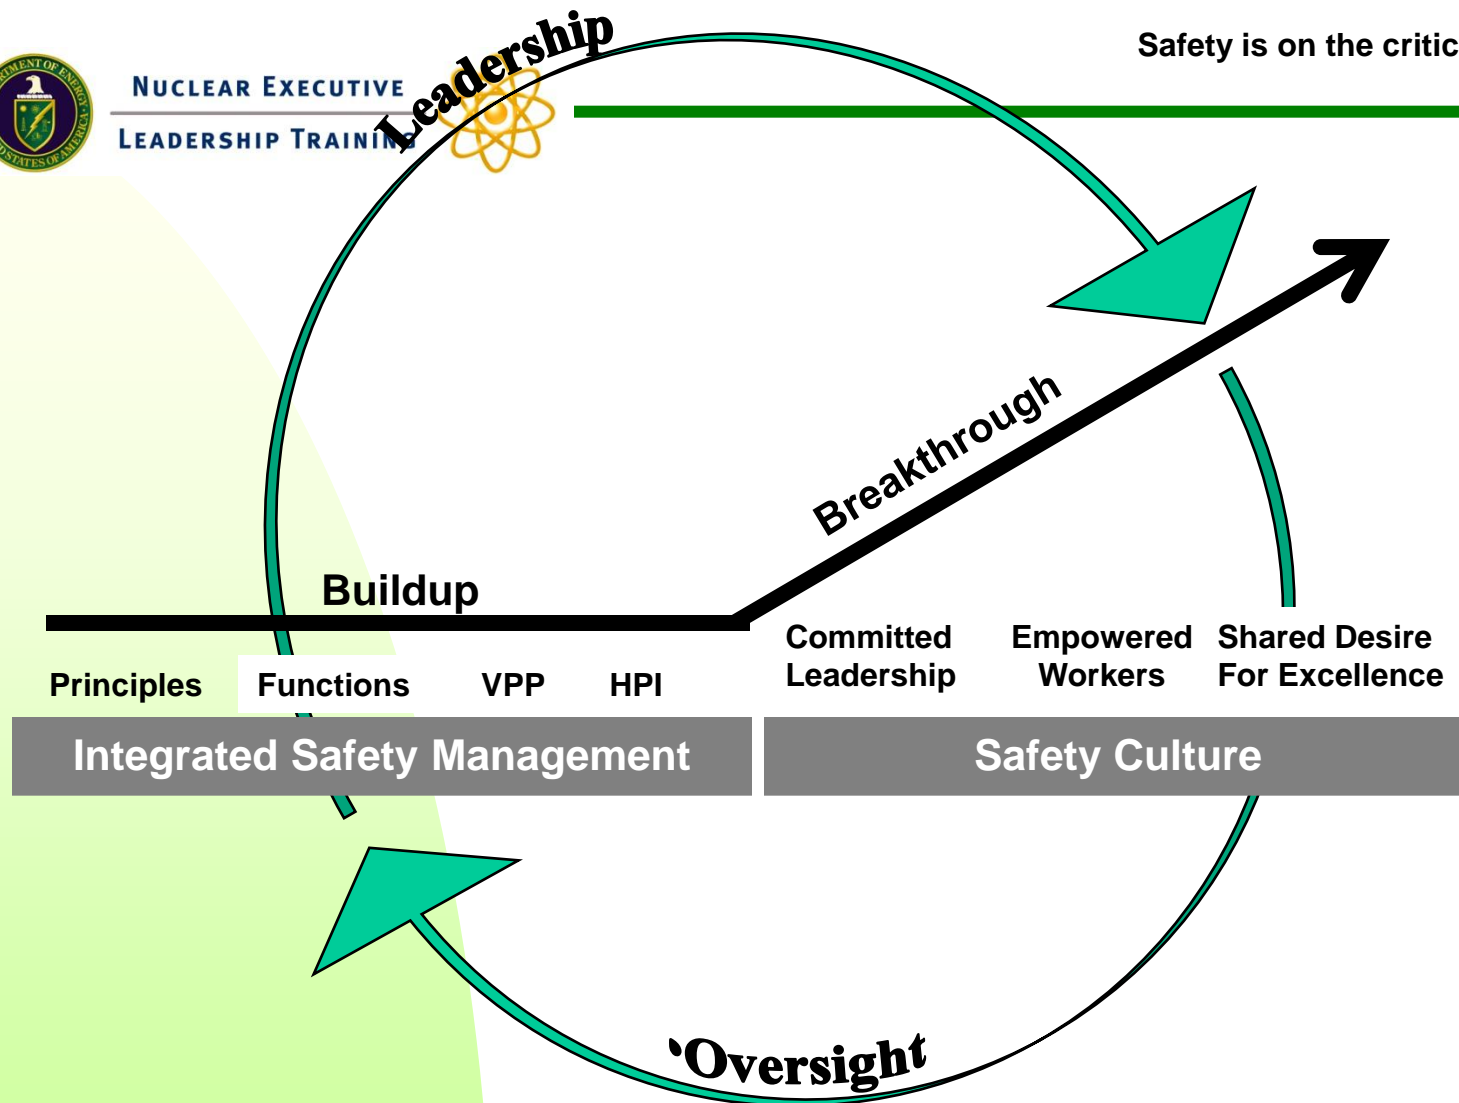 Leadership
Safety is on the critic
NUCLEAR EXECUTIVE
LEADERSHIP TRAINING
Breakthrough
Buildup
Committed
Leadership
Empowered
Workers
Shared Desire
For Excellence
Principles
Functions
VPP
HPI
Integrated Safety Management
Safety Culture
‘Oversight